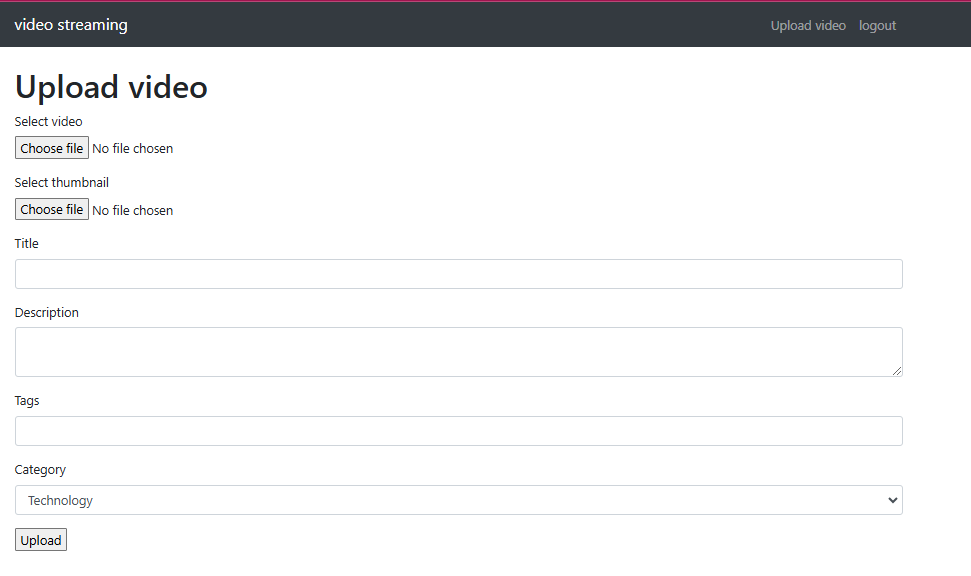 video streaming Upload video logout
Upload video
Select video
Choose file No file chosen
Select thumbnail
Choose file No file chosen
Title
Description
Tags
Category
Technology
Upload